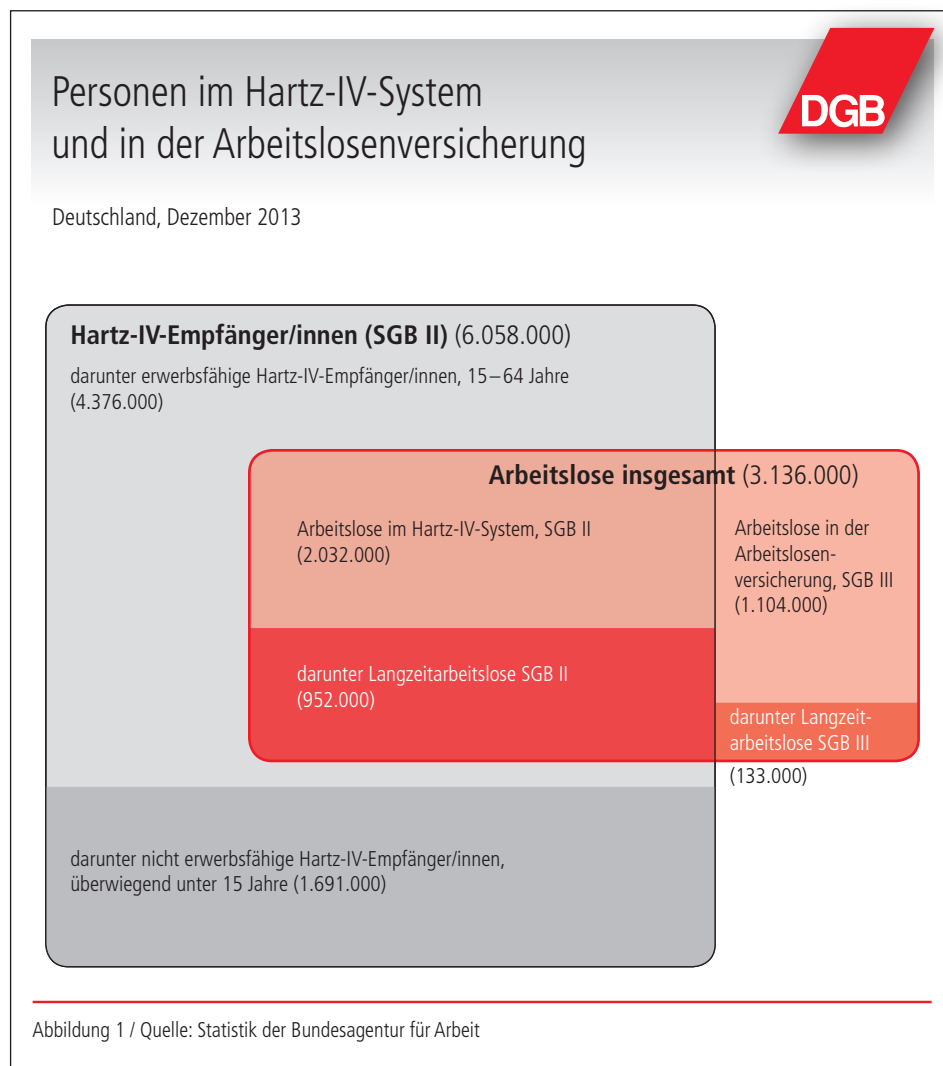 Personen im Hartz-IV-System
und in der Arbeitslosenversicherung
DGB
Deutschland, Dezember 2013
Hartz-IV-Empfänger/innen (SGB II) (6.058.000)
darunter erwerbsfähige Hartz-IV-Empfänger/innen, 15–64 Jahre
(4.376.000)
Arbeitslose insgesamt (3.136.000)
Arbeitslose im Hartz-IV-System, SGB II
(2.032.000)
Arbeitslose in der
Arbeitslosen-
versicherung, SGB III
(1.104.000)
darunter Langzeitarbeitslose SGB II
(952.000)
darunter Langzeit-
arbeitslose SGB III
(133.000)
darunter nicht erwerbsfähige Hartz-IV-Empfänger/innen,
überwiegend unter 15 Jahre (1.691.000)
Abbildung 1 / Quelle: Statistik der Bundesagentur für Arbeit